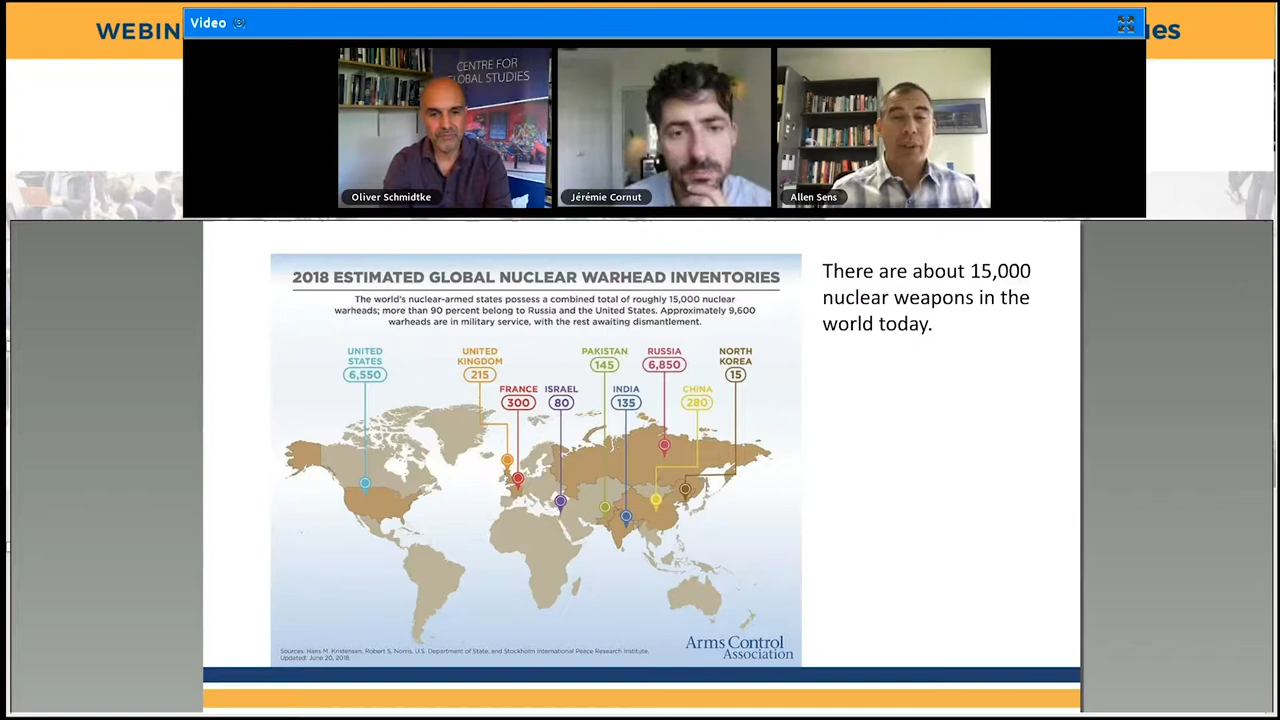 WEBIN
Video
ies
CENTRE FOR
GLOBAL STUDIES
Oliver Schmidtke
Jérémie Cornut
Allen Sens
2018 ESTIMATED GLOBAL NUCLEAR WARHEAD INVENTORIES
The world's nuclear-armed states possess a combined total of roughly 15,000 nuclear
warheads; more than 90 percent belong to Russia and the United States. Approximately 9,600
warheads are in military service, with the rest awaiting dismantlement.
UNITED
STATES
6,550
UNITED
KINGDOM
215
FRANCE
300
ISRAEL
80
PAKISTAN
145
INDIA
135
RUSSIA
6,850
CHINA
280
NORTH
KOREA
15
Sources: Hans M. Kristensen, Robert S. Norris, U.S. Department of State, and Stockholm International Peace Research Institute.
Updated: June 20, 2018.
Arms Control
Association
There are about 15,000
nuclear weapons in the
world today.